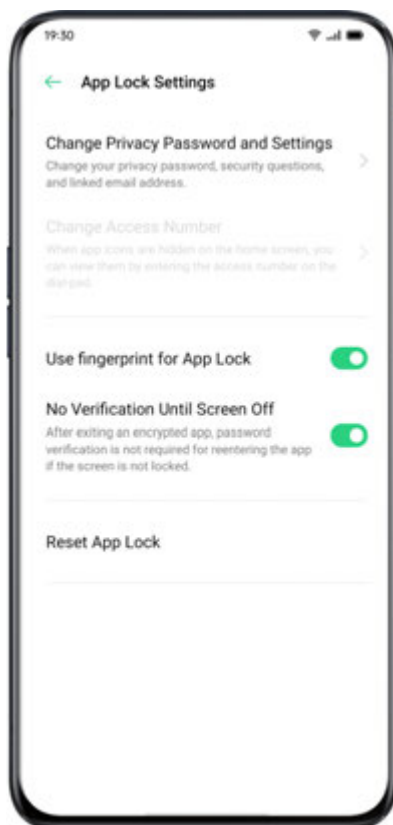 19:30
App Lock Settings
Change Privacy Password and Settings
Change your privacy password, security questions,
and linked email address.
Change Access Number
When app icons are hidden on the home screen, you
can view them by entering the access number on the
dial-pad.
Use fingerprint for App Lock
No Verification Until Screen Off
After exiting an encrypted app, password
verification is not required for reentering the app
if the screen is not locked.
Reset App Lock